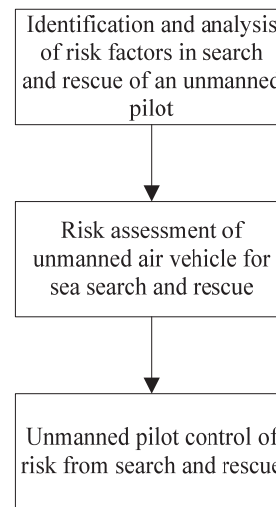 Identification and analysis
of risk factors in search
and rescue of an unmanned
pilot
Risk assessment of
unmanned air vehicle for
sea search and rescue
Unmanned pilot control of
risk from search and rescue